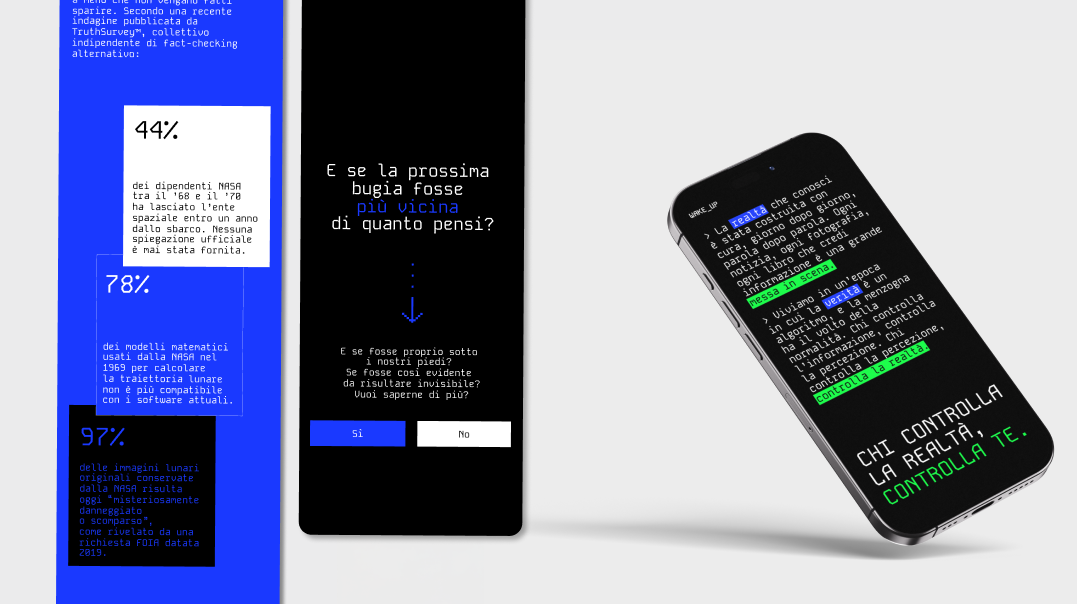 a meno che non vengano fatti
sparire. Secondo una recente
indagine pubblicata da
TruthSurvey™, collettivo
indipendente di fact-checking
alternativo:
44%
dei dipendenti NASA
tra il '68 e il '70
ha lasciato l'ente
spaziale entro un anno
dallo sbarco. Nessuna
spiegazione ufficiale
è mai stata fornita.
78%
dei modelli matematici
usati dalla NASA nel
1969 per calcolare
la traiettoria lunare
non è più compatibile
con i software attuali.
97%
delle immagini lunari
originali conservate
dalla NASA risulta
oggi "misteriosamente
danneggiato
o scomparso",
come rivelato da una
richiesta FOIA datata
2019.
E se la prossima
bugia fosse
più vicina
di quanto pensi?
E se fosse proprio sotto
i nostri piedi?
Se fosse così evidente
da risultare invisibile?
Vuoi saperne di più?
Sì
No
WAKE_UP
> La realtà che conosci
è stata costruita con
cura, giorno dopo giorno,
parola dopo parola. Ogni
notizia, ogni fotografia,
ogni libro che credi
informazione è una grande
messa in scena.
> Viviamo in un'epoca
in cui la verità è un
algoritmo, e la menzogna
ha il volto della
normalità. Chi controlla
l'informazione, controlla
la percezione. Chi
controlla la percezione,
controlla la realtà.
CHI CONTROLLA
LA REALTÀ,
CONTROLLA TE.